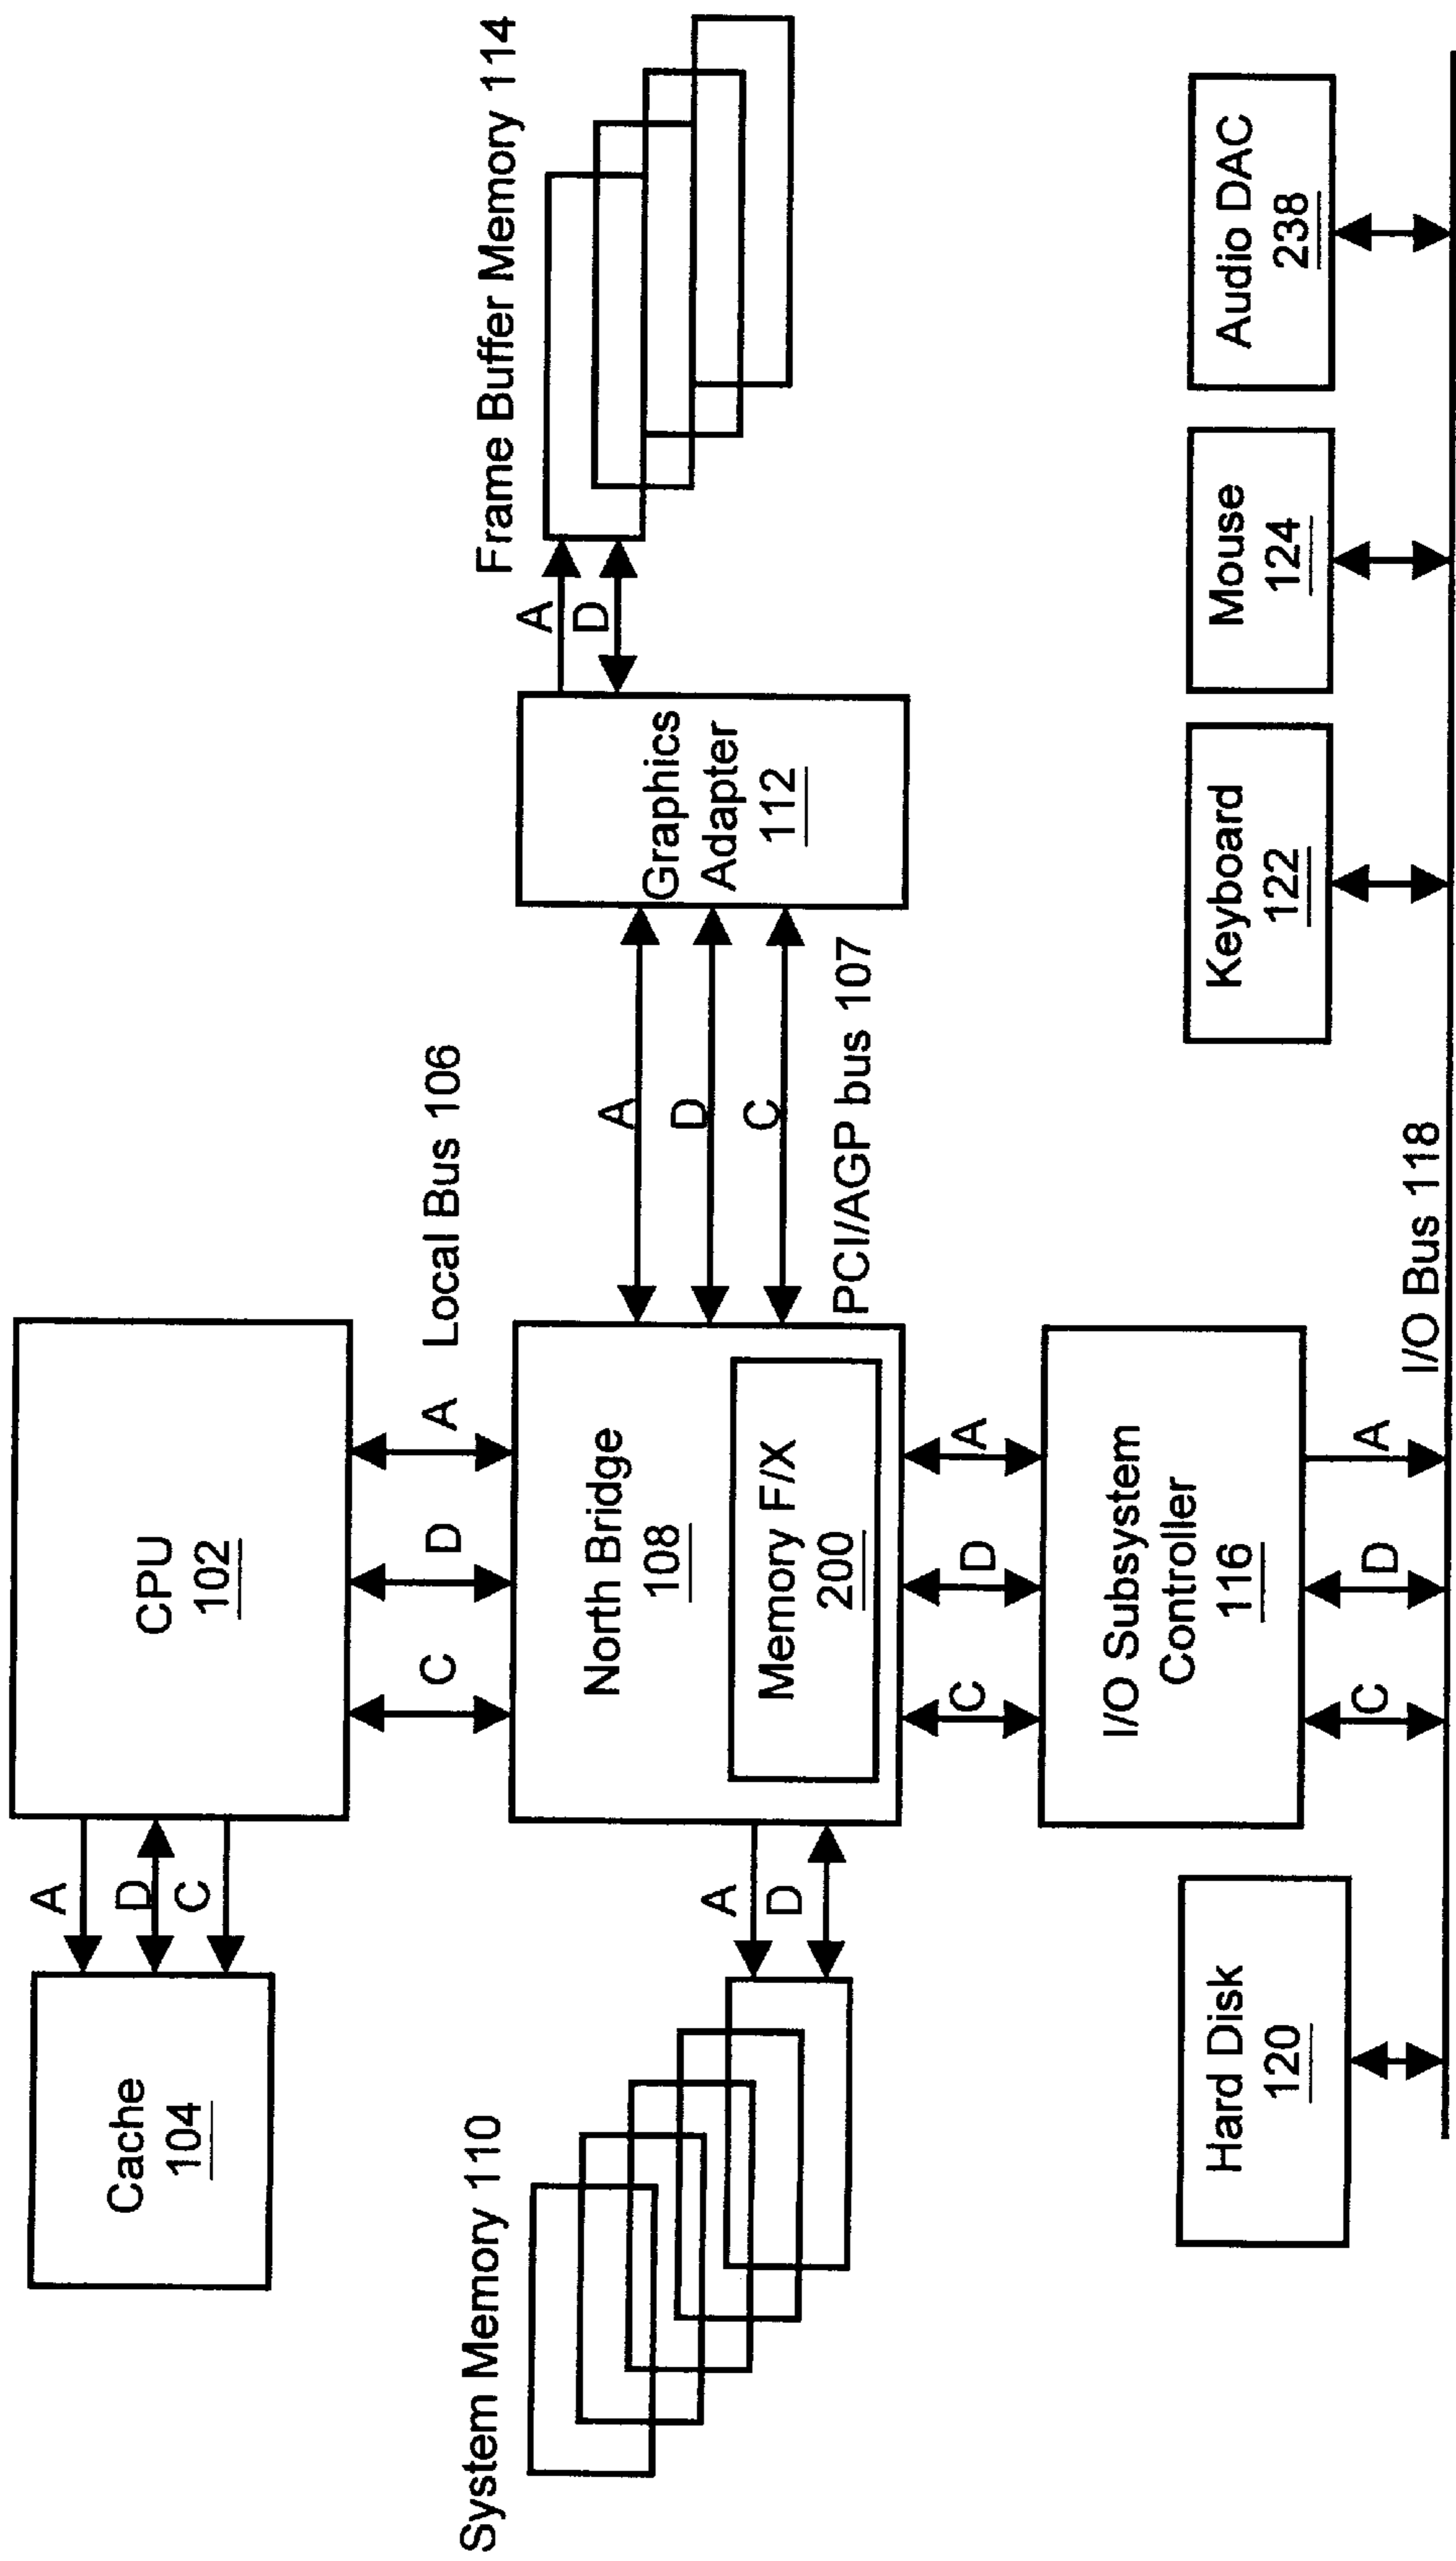 Cache
104
A
D
C
CPU
102
C
D
A
Local Bus 106
System Memory 110
A
D
North Bridge
108
Memory F/X
200
A
D
C
PCI/AGP bus 107
Graphics
Adapter
112
A
D
Frame Buffer Memory 114
C
D
A
I/O Subsystem
Controller
116
C
D
A
I/O Bus 118
Hard Disk
120
Keyboard
122
Mouse
124
Audio DAC
238